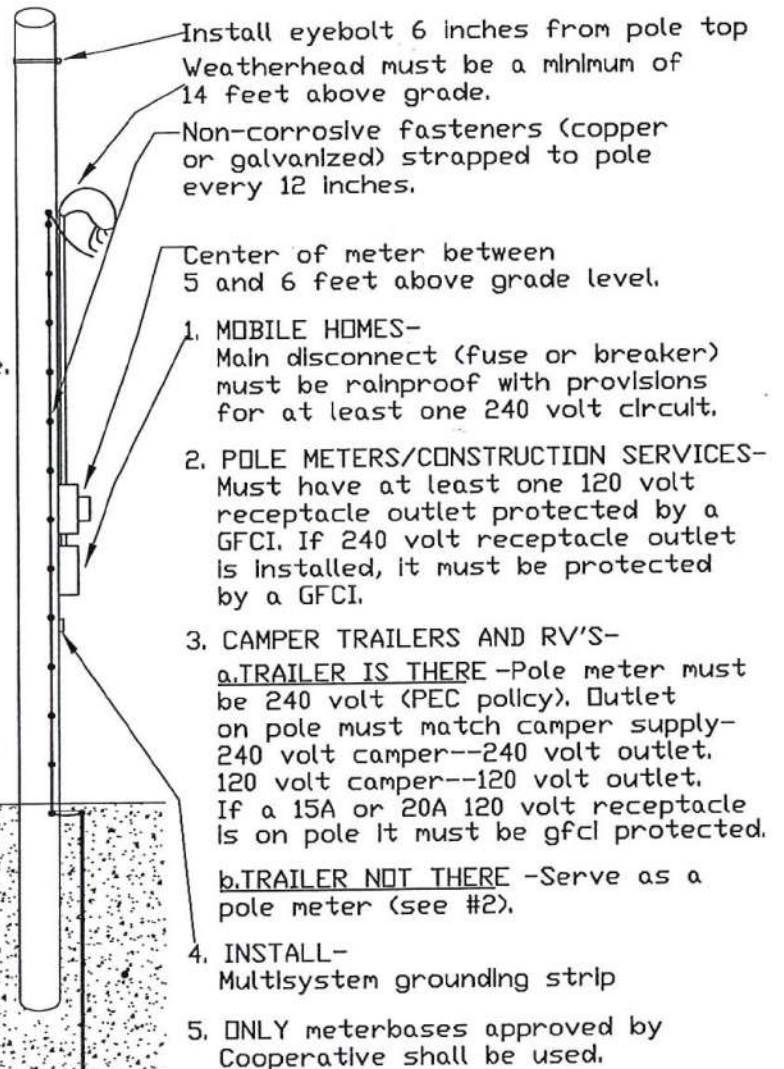 Install eyebolt 6 inches from pole top
Weatherhead must be a minimum of
14 feet above grade.
Non-corrosive fasteners (copper
or galvanized) strapped to pole
every 12 inches.
Center of meter between
5 and 6 feet above grade level.
1. MOBILE HOMES-
Main disconnect (fuse or breaker)
must be rainproof with provisions
for at least one 240 volt circuit.
2. POLE METERS/CONSTRUCTION SERVICES-
Must have at least one 120 volt
receptacle outlet protected by a
GFCI. If 240 volt receptacle outlet
is installed, it must be protected
by a GFCI.
3. CAMPER TRAILERS AND RV'S-
a.TRAILER IS THERE -Pole meter must
be 240 volt (PEC policy). Outlet
on pole must match camper supply-
240 volt camper--240 volt outlet.
120 volt camper--120 volt outlet.
If a 15A or 20A 120 volt receptacle
is on pole it must be gfci protected.
b.TRAILER NOT THERE -Serve as a
pole meter (see #2).
4. INSTALL-
Multisystem grounding strip
5. ONLY meterbases approved by
Cooperative shall be used.